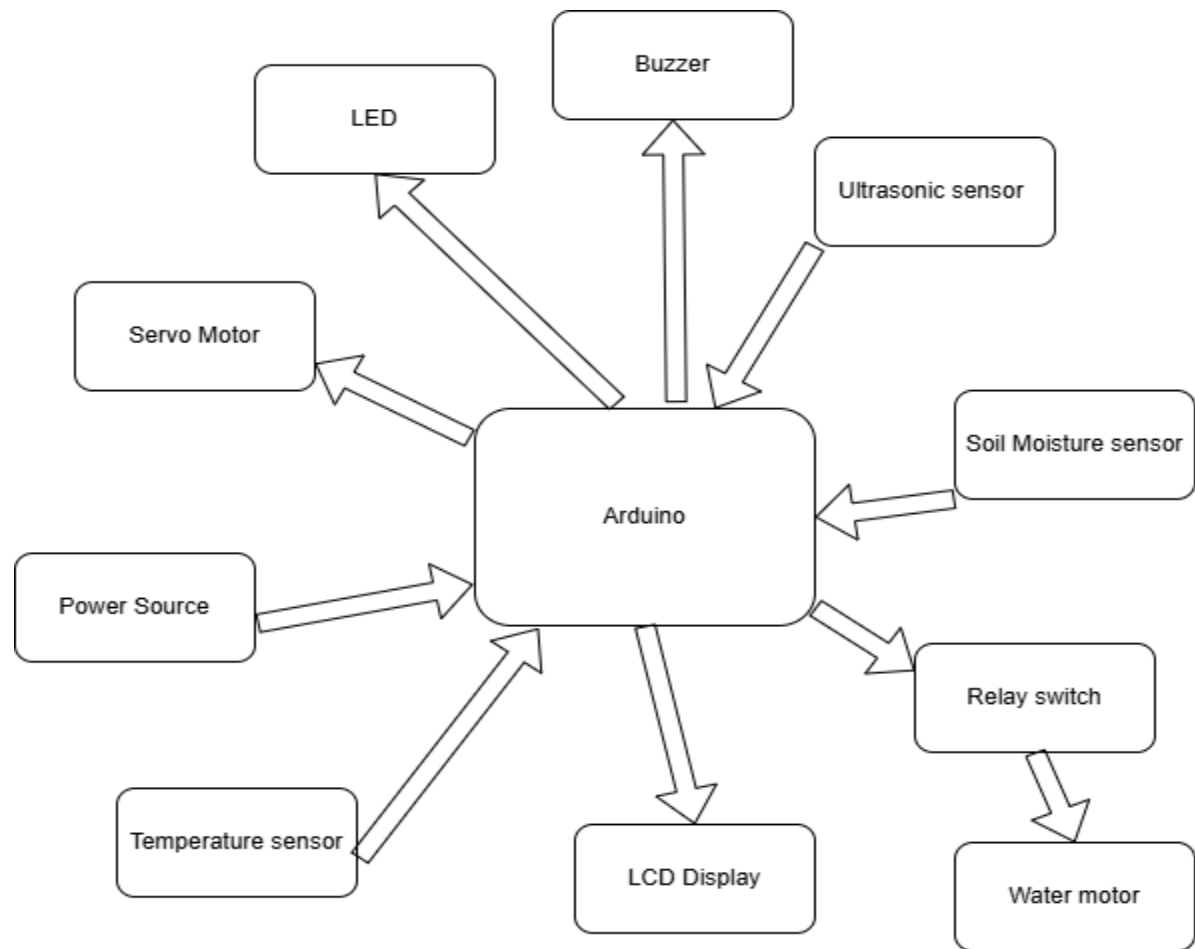 Buzzer
LED
Ultrasonic sensor
Servo Motor
Soil Moisture sensor
Arduino
Power Source
Relay switch
Temperature sensor
LCD Display
Water motor